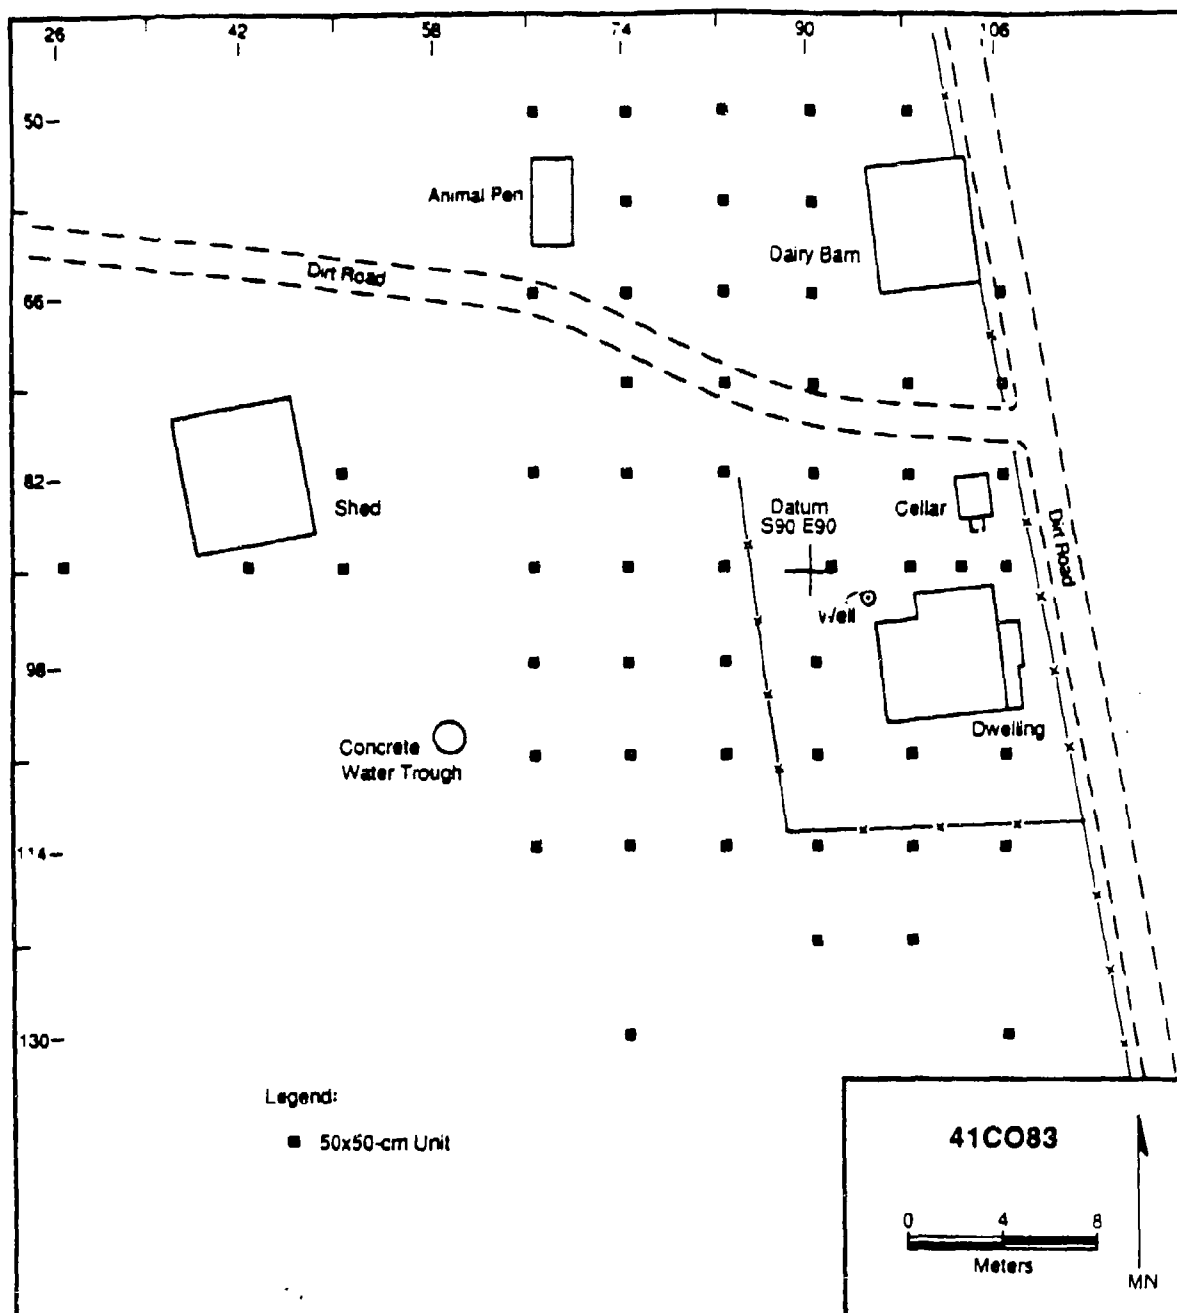 26 42 58 74 90 106
50
Animal Pen
Dairy Barn
Dirt Road
66
82
Shed
Datum
S90 E90
Cellar
Dirt Road
Well
98
Dwelling
Concrete
Water Trough
114
130
Legend:
50x50-cm Unit
41CO83
0 4 8
Meters
MN